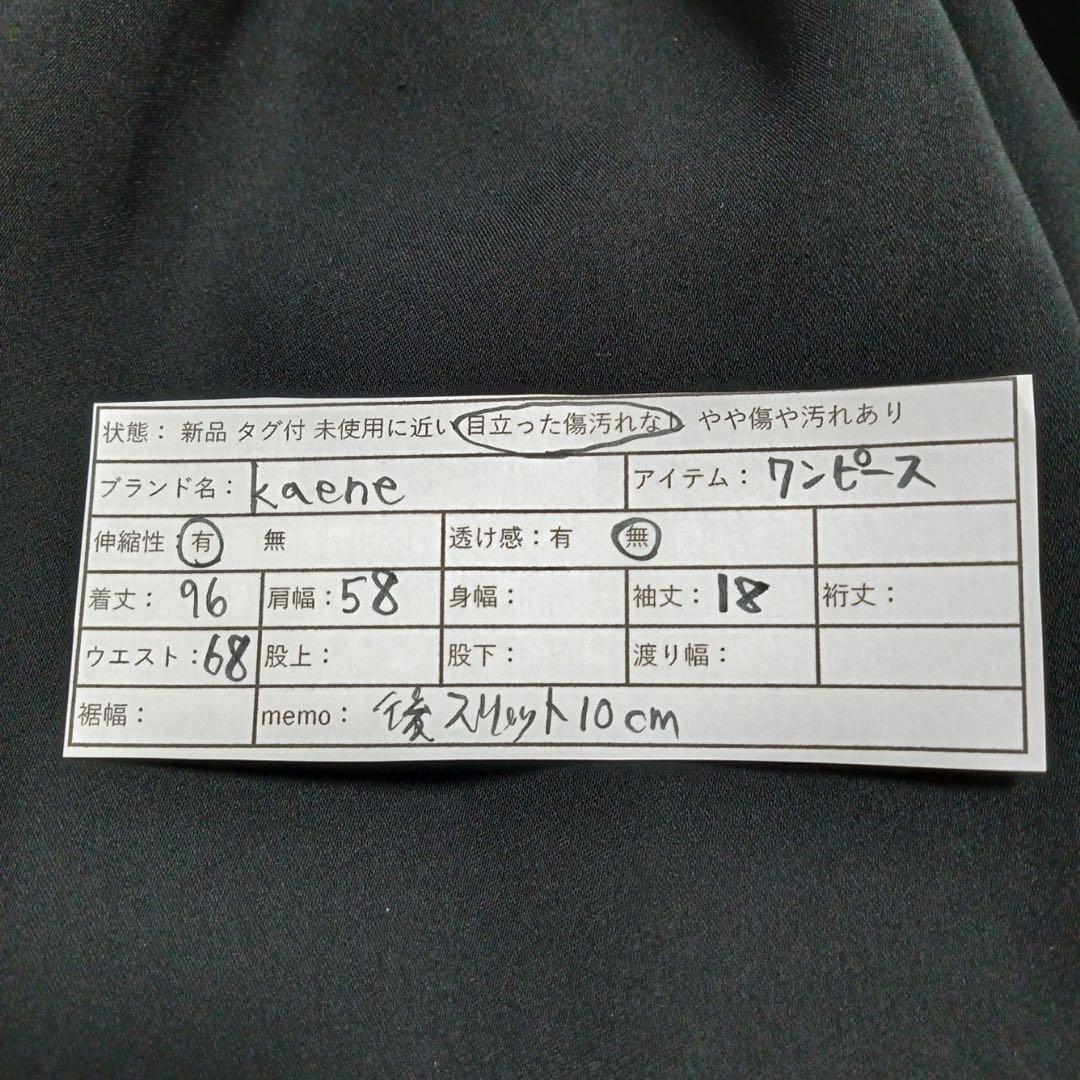 状態： 新品 タグ付 未使用に近い 目立った傷汚れなし やや傷や汚れあり
ブランド名： kaene アイテム： ワンピース
伸縮性：有 無 透け感：有 無
着丈： 96 肩幅：58 身幅： 袖丈：18 裄丈：
ウエスト：68 股上： 股下： 渡り幅：
裾幅： memo： 後スリット10cm